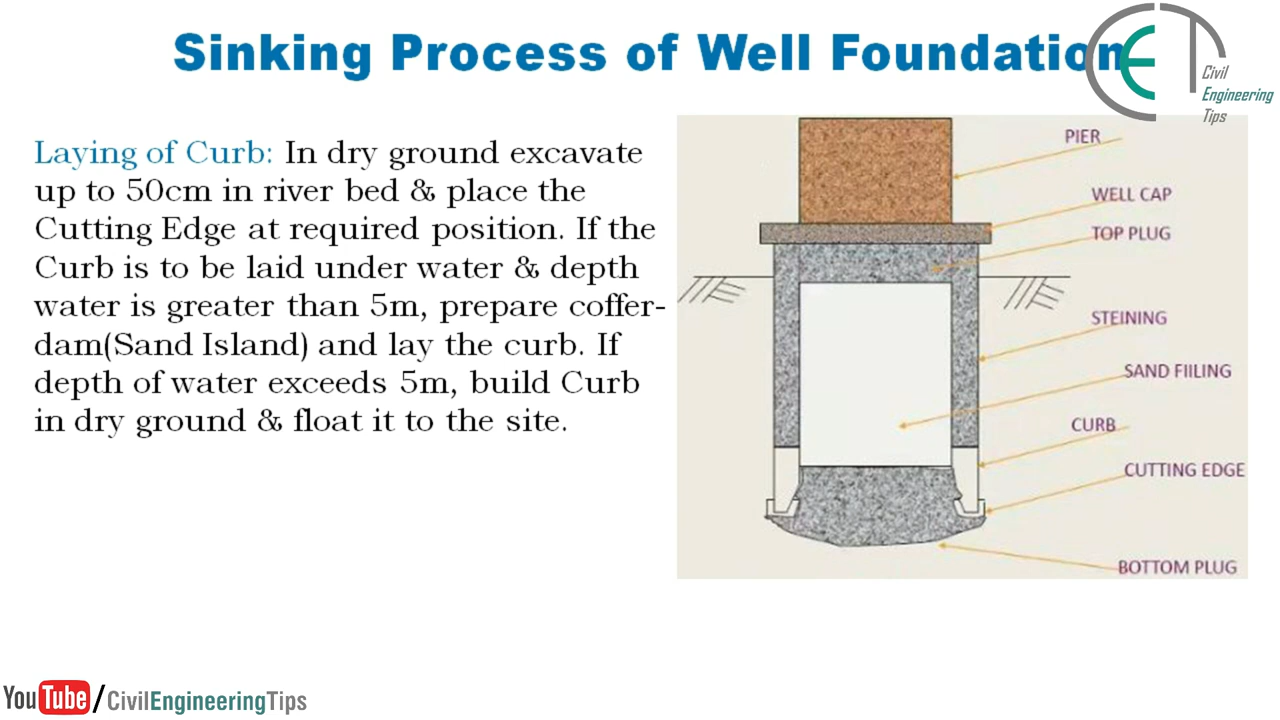 Sinking Process of Well Foundation
CET
Civil
Engineering
Tips
Laying of Curb: In dry ground excavate
up to 50cm in river bed & place the
Cutting Edge at required position. If the
Curb is to be laid under water & depth
water is greater than 5m, prepare coffer-
dam(Sand Island) and lay the curb. If
depth of water exceeds 5m, build Curb
in dry ground & float it to the site.
PIER
WELL CAP
TOP PLUG
STEINING
SAND FIILING
CURB
CUTTING EDGE
BOTTOM PLUG
YouTube/CivilEngineeringTips